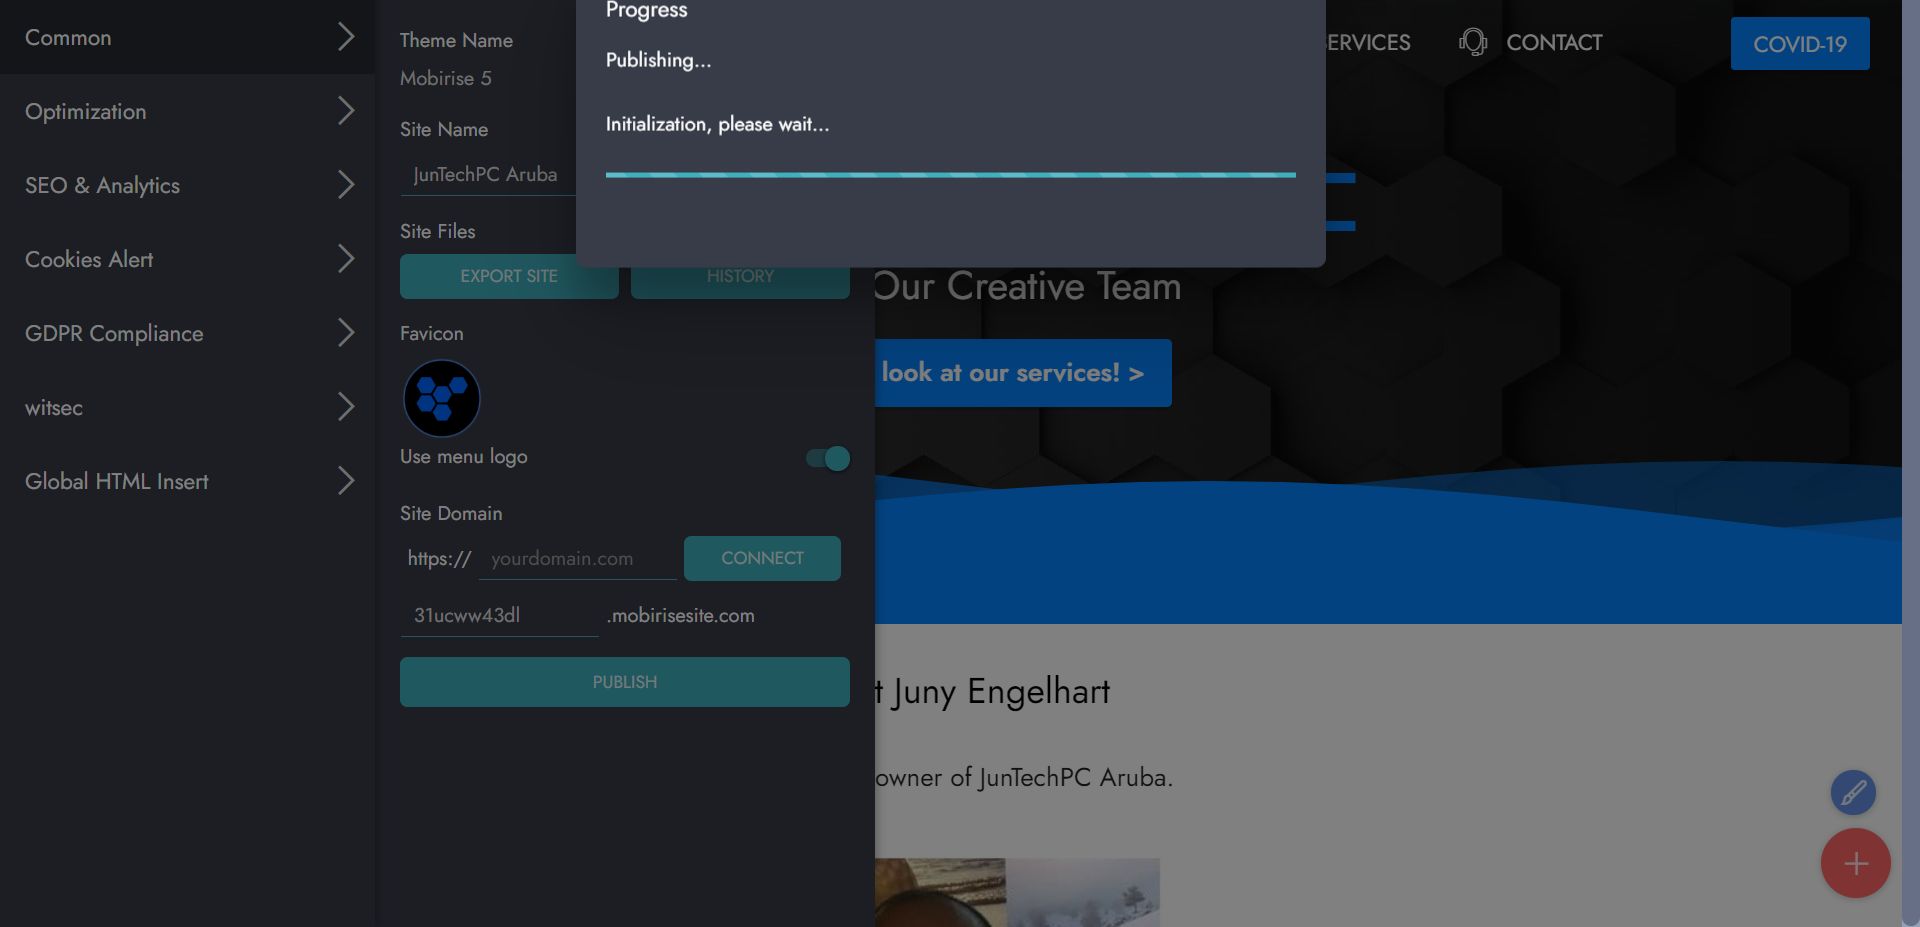 Common
Optimization
SEO & Analytics
Cookies Alert
GDPR Compliance
witsec
Global HTML Insert
Theme Name
Mobirise 5
Site Name
JunTechPC Aruba
Site Files
EXPORT SITE
HISTORY
Favicon
Use menu logo
Site Domain
https://
yourdomain.com
CONNECT
31ucww43dl
.mobirisesite.com
PUBLISH
Progress
Publishing...
Initialization, please wait...
CONTACT
COVID-19
Our Creative Team
look at our services! >
Juny Engelhart
owner of JunTechPC Aruba.